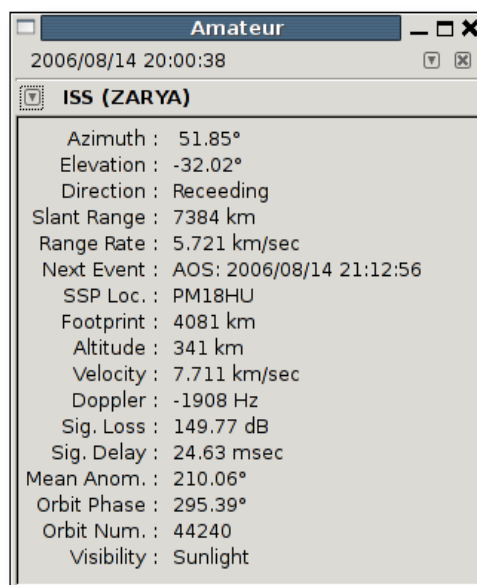 Amateur
2006/08/14 20:00:38
ISS (ZARYA)
Azimuth : 51.85°
Elevation : -32.02°
Direction : Receeding
Slant Range : 7384 km
Range Rate : 5.721 km/sec
Next Event : AOS: 2006/08/14 21:12:56
SSP Loc. : PM18HU
Footprint : 4081 km
Altitude : 341 km
Velocity : 7.711 km/sec
Doppler : -1908 Hz
Sig. Loss : 149.77 dB
Sig. Delay : 24.63 msec
Mean Anom. : 210.06°
Orbit Phase : 295.39°
Orbit Num. : 44240
Visibility : Sunlight